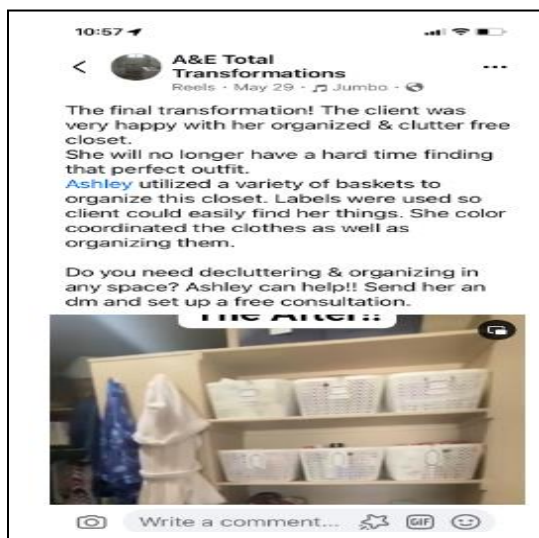 10:57
A&E Total
Transformations
Reels · May 29 · Jumbo ·
The final transformation! The client was
very happy with her organized & clutter free
closet.
She will no longer have a hard time finding
that perfect outfit.
Ashley utilized a variety of baskets to
organize this closet. Labels were used so
client could easily find her things. She color
coordinated the clothes as well as
organizing them.
Do you need decluttering & organizing in
any space? Ashley can help!! Send her an
dm and set up a free consultation.
The After!!
Write a comment...
GIF